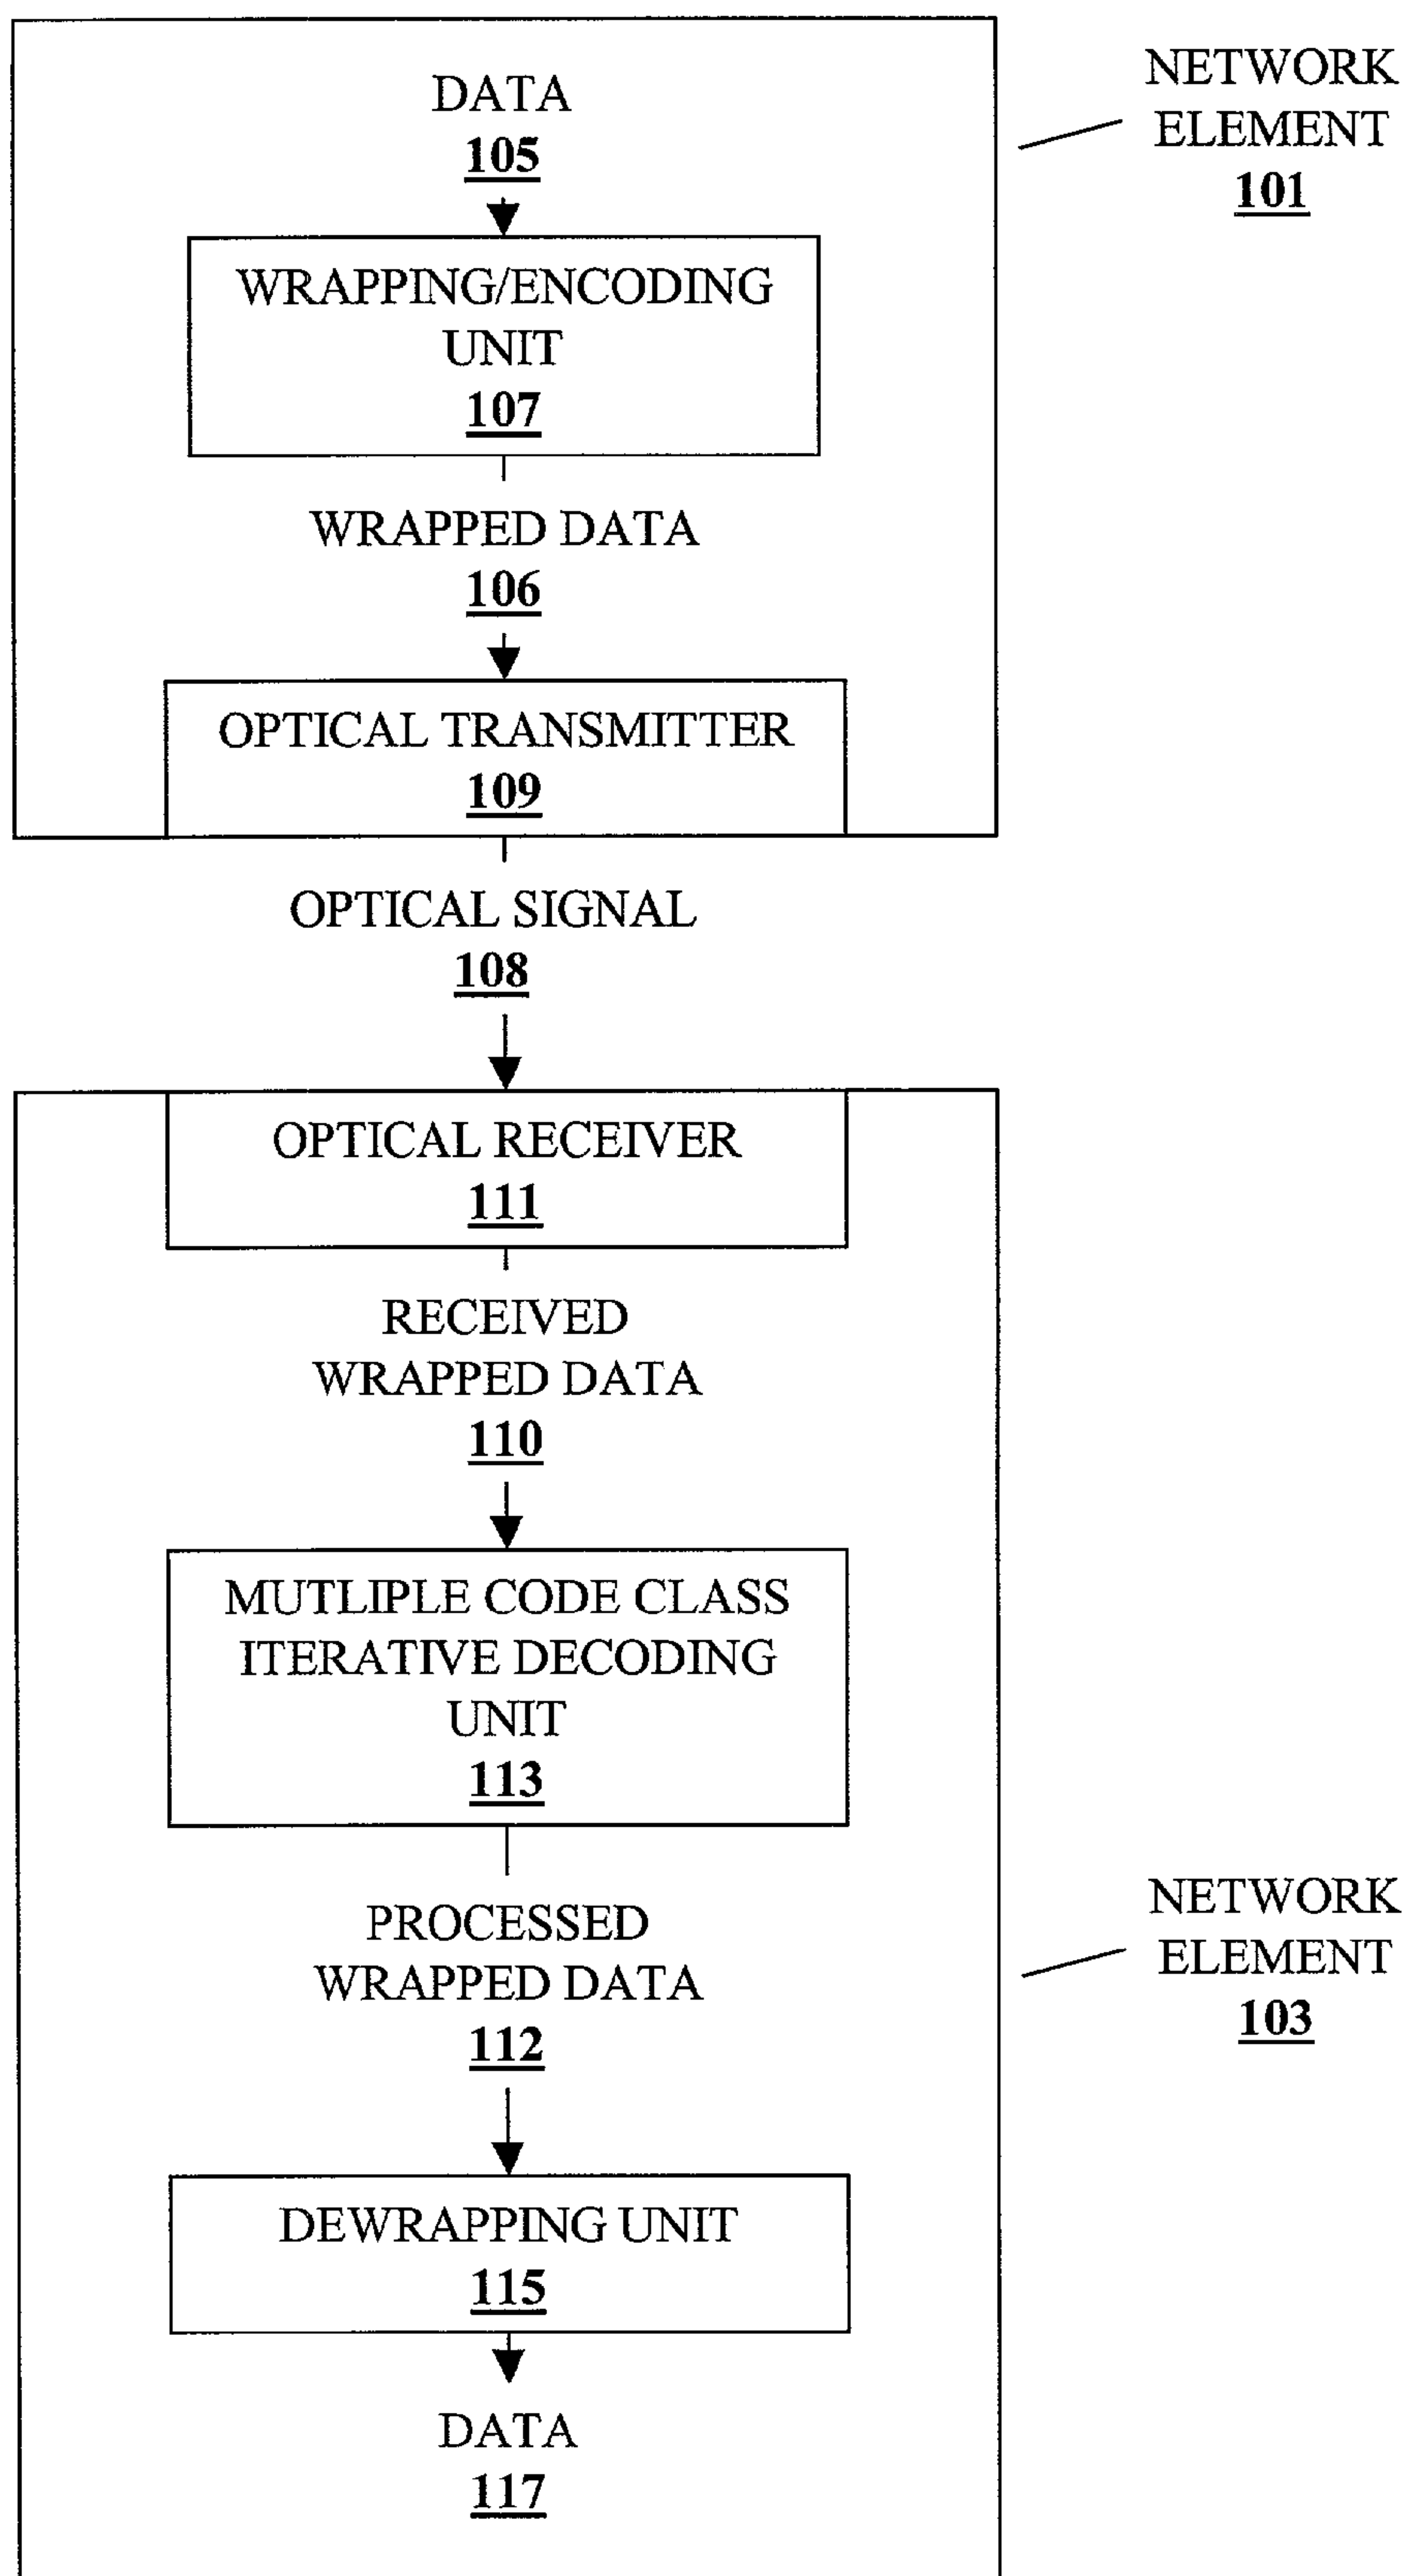 DATA
105
NETWORK
ELEMENT
101
WRAPPING/ENCODING
UNIT
107
WRAPPED DATA
106
OPTICAL TRANSMITTER
109
OPTICAL SIGNAL
108
OPTICAL RECEIVER
111
RECEIVED
WRAPPED DATA
110
MUTLIPLE CODE CLASS
ITERATIVE DECODING
UNIT
113
PROCESSED
WRAPPED DATA
112
NETWORK
ELEMENT
103
DEWRAPPING UNIT
115
DATA
117